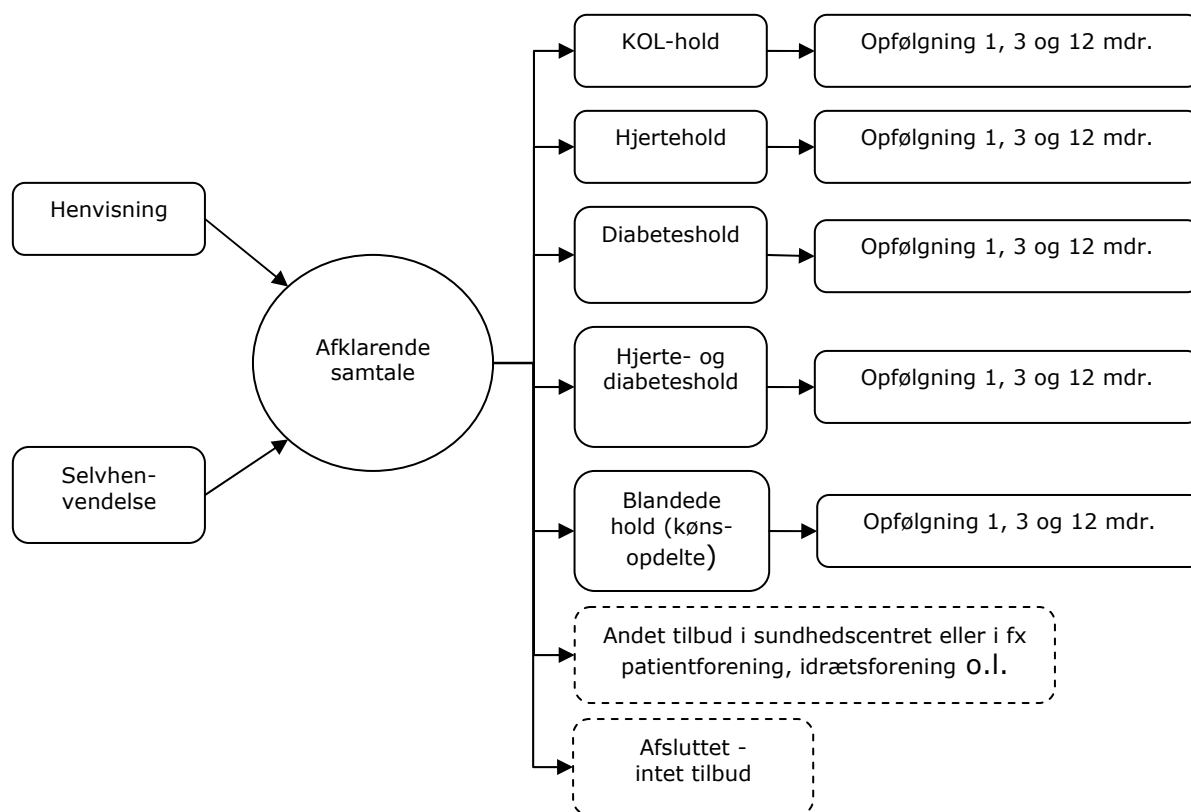 Henvisning
Selvhen-
vendelse
Afklarende
samtale
KOL-hold
Opfølgning 1, 3 og 12 mdr.
Hjertehold
Opfølgning 1, 3 og 12 mdr.
Diabeteshold
Opfølgning 1, 3 og 12 mdr.
Hjerte- og
diabeteshold
Opfølgning 1, 3 og 12 mdr.
Blandede
hold (køns-
opdelte)
Opfølgning 1, 3 og 12 mdr.
Andet tilbud i sundhedscentret eller i fx
patientforening, idrætsforening o.l.
Afsluttet -
intet tilbud